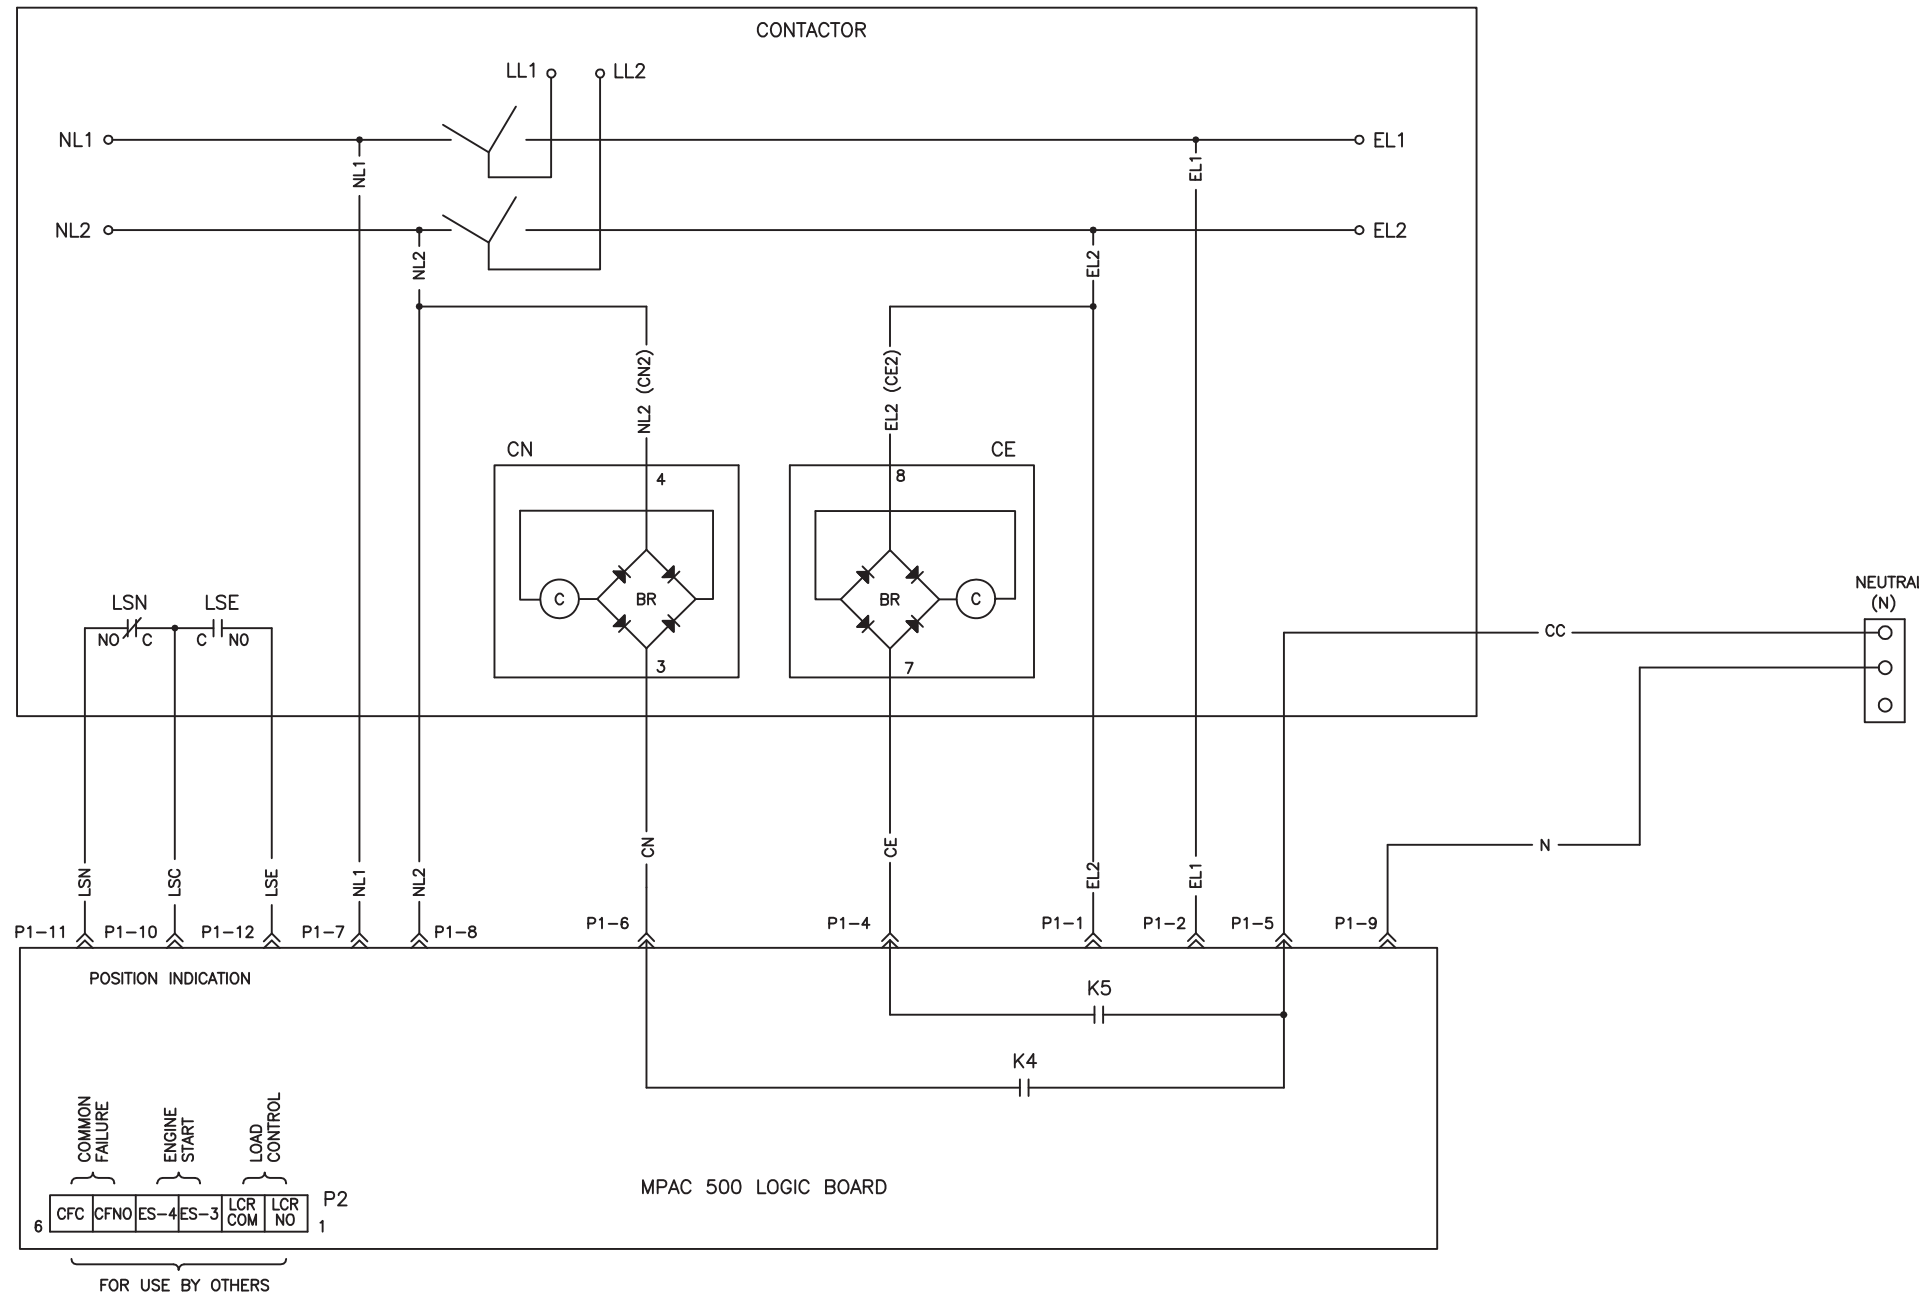 CONTACTOR
LL1
LL2
NL1
EL1
NL1
EL1
NL2
EL2
NL2
EL2
NL2 (CN2)
EL2 (CE2)
CN
CE
4
8
C
BR
BR
C
3
7
LSN
LSE
NO
C
C
NO
NEUTRAL
(N)
CC
N
CN
CE
LSN
LSC
LSE
NL1
NL2
EL2
EL1
P1-11
P1-10
P1-12
P1-7
P1-8
P1-6
P1-4
P1-1
P1-2
P1-5
P1-9
POSITION INDICATION
K5
K4
COMMON
FAILURE
ENGINE
START
LOAD
CONTROL
MPAC 500 LOGIC BOARD
P2
6
CFC
CFNO
ES-4
ES-3
LCR
COM
LCR
NO
1
FOR USE BY OTHERS